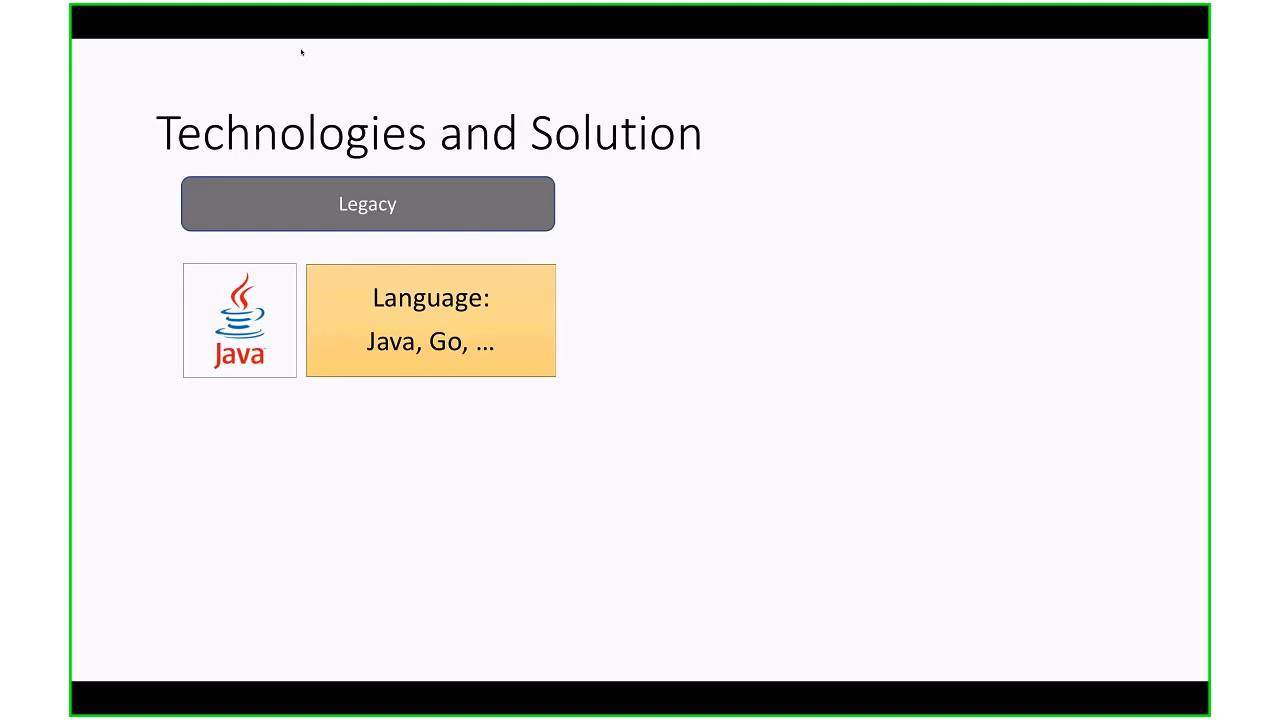 Technologies and Solution
Legacy
Java
Language:
Java, Go, ...